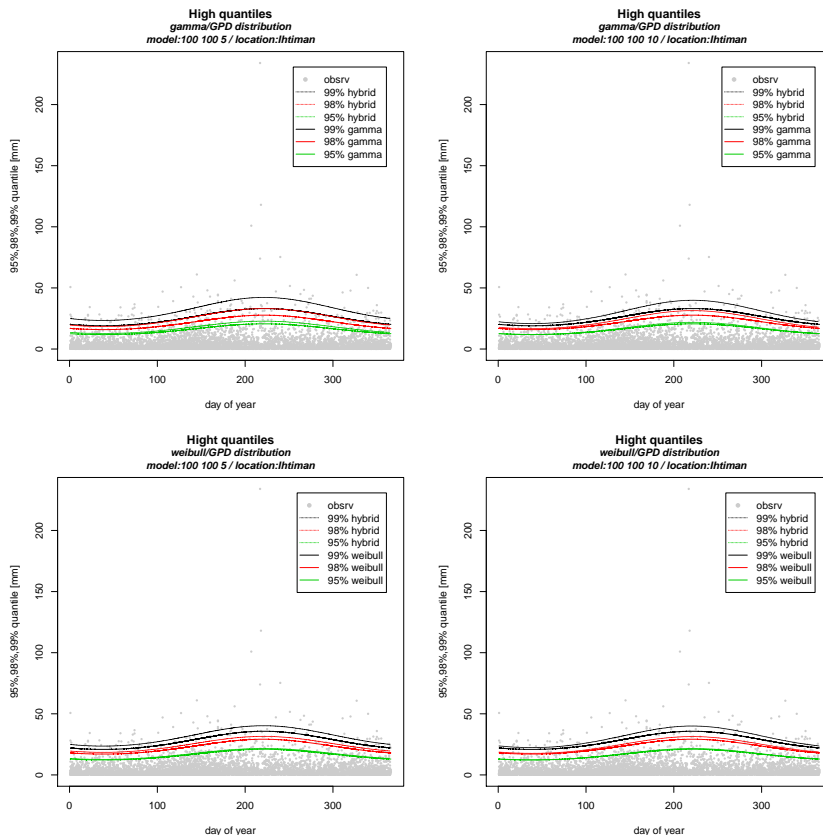 High quantiles
gamma/GPD distribution
model:100 100 5 / location:Ihtiman
95%,98%,99% quantile [mm]
200
150
100
50
0
obsrv
99% hybrid
98% hybrid
95% hybrid
99% gamma
98% gamma
95% gamma
0 100 200 300
day of year
High quantiles
gamma/GPD distribution
model:100 100 10 / location:Ihtiman
95%,98%,99% quantile [mm]
200
150
100
50
0
obsrv
99% hybrid
98% hybrid
95% hybrid
99% gamma
98% gamma
95% gamma
0 100 200 300
day of year
Hight quantiles
weibull/GPD distribution
model:100 100 5 / location:Ihtiman
95%,98%,99% quantile [mm]
200
150
100
50
0
obsrv
99% hybrid
98% hybrid
95% hybrid
99% weibull
98% weibull
95% weibull
0 100 200 300
day of year
Hight quantiles
weibull/GPD distribution
model:100 100 10 / location:Ihtiman
95%,98%,99% quantile [mm]
200
150
100
50
0
obsrv
99% hybrid
98% hybrid
95% hybrid
99% weibull
98% weibull
95% weibull
0 100 200 300
day of year